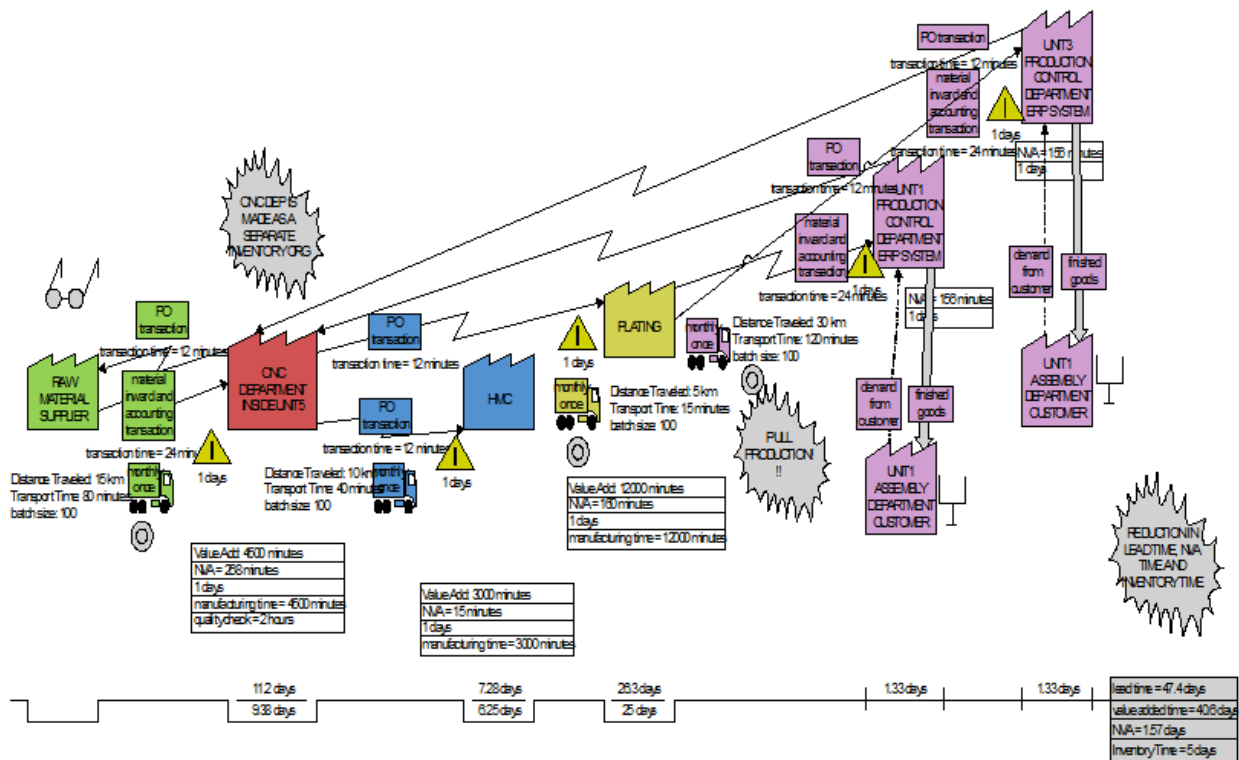 PO transaction
transaction time = 12 minutes
material
inward and
accounting
transaction
transaction time = 24 minutes
1 days
UNIT3
PRODUCTION
CONTROL
DEPARTMENT
ERP SYSTEM
NVA = 156 minutes
1 days
PO
transaction
transaction time = 12 minutes
UNIT1
PRODUCTION
CONTROL
DEPARTMENT
ERP SYSTEM
material
inward and
accounting
transaction
transaction time = 24 minutes
1 days
NVA = 156 minutes
1 days
CNC DEP IS
MADE AS A
SEPARATE
INVENTORY ORG
demand
from
customer
finished
goods
PO
transaction
transaction time = 12 minutes
RAW
MATERIAL
SUPPLIER
material
inward and
accounting
transaction
transaction time = 24 minutes
1 days
monthly
once
Distance Traveled: 15 km
Transport Time: 80 minutes
batch size: 100
CNC
DEPARTMENT
INSIDE UNIT5
PO
transaction
transaction time = 12 minutes
PO
transaction
transaction time = 12 minutes
HMC
1 days
monthly
once
Distance Traveled: 10 km
Transport Time: 40 minutes
batch size: 100
PLATING
1 days
monthly
once
Distance Traveled: 5 km
Transport Time: 15 minutes
batch size: 100
monthly
once
Distance Traveled: 30 km
Transport Time: 120 minutes
batch size: 100
PULL
PRODUCTION!
!!
demand
from
customer
finished
goods
UNIT1
ASSEMBLY
DEPARTMENT
CUSTOMER
UNIT1
ASSEMBLY
DEPARTMENT
CUSTOMER
REDUCTION IN
LEAD TIME, NVA
TIME AND
INVENTORY TIME
Value Add: 4500 minutes
NVA = 268 minutes
1 days
manufacturing time = 4500 minutes
quality check = 2 hours
Value Add: 3000 minutes
NVA = 15 minutes
1 days
manufacturing time = 3000 minutes
Value Add: 12000 minutes
NVA = 160 minutes
1 days
manufacturing time = 12000 minutes
11.2 days
9.38 days
7.28 days
6.25 days
26.3 days
25 days
1.33 days
1.33 days
lead time = 47.4 days
value added time = 40.6 days
NVA = 1.57 days
Inventory Time = 5 days